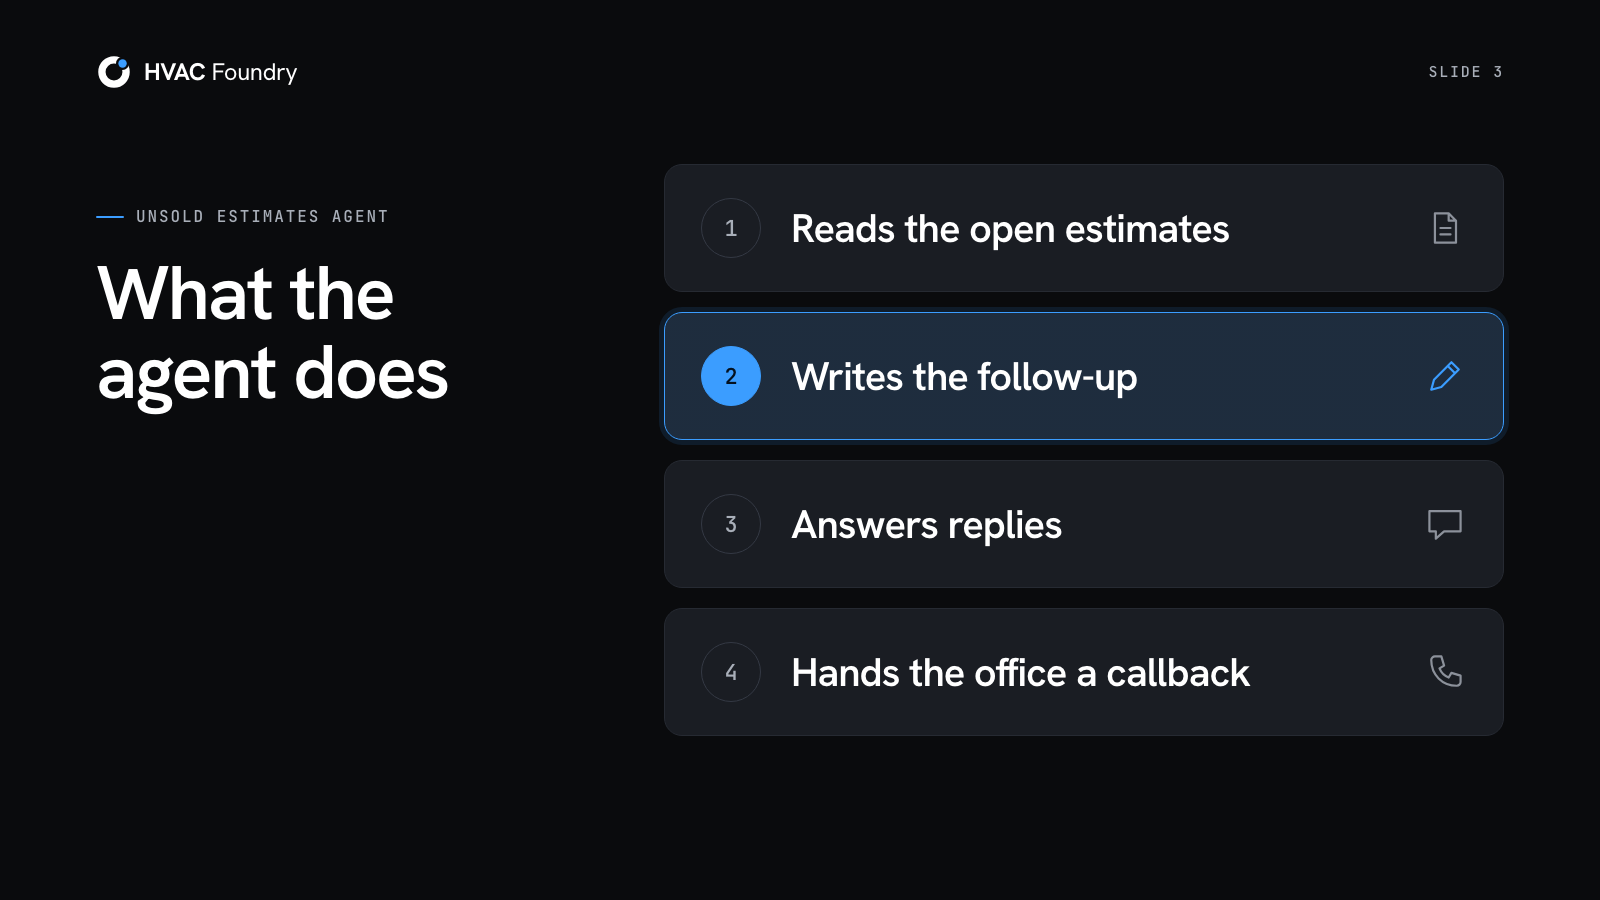 HVAC Foundry
SLIDE 3
UNSOLD ESTIMATES AGENT
What the
agent does
1 Reads the open estimates
2 Writes the follow-up
3 Answers replies
4 Hands the office a callback